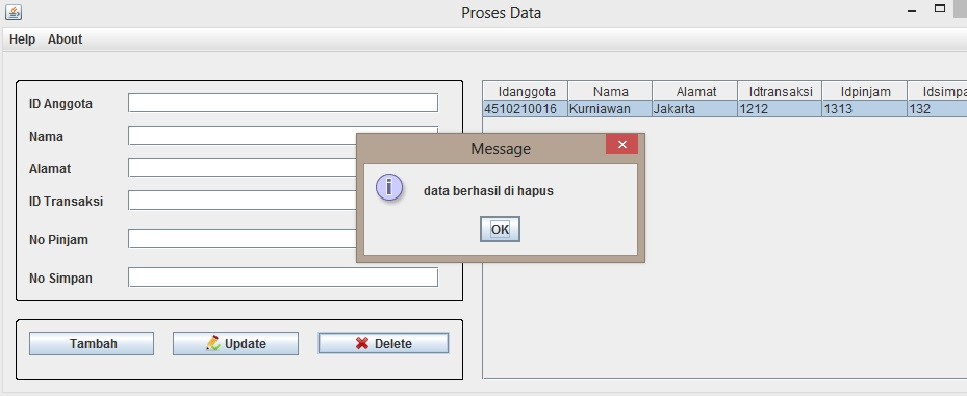 Proses Data
Help About
ID Anggota
Nama
Alamat
ID Transaksi
No Pinjam
No Simpan
Tambah Update Delete
Idanggota Nama Alamat Idtransaksi Idpinjam Idsimpa
4510210016 Kurniawan Jakarta 1212 1313 132
Message
data berhasil di hapus
OK